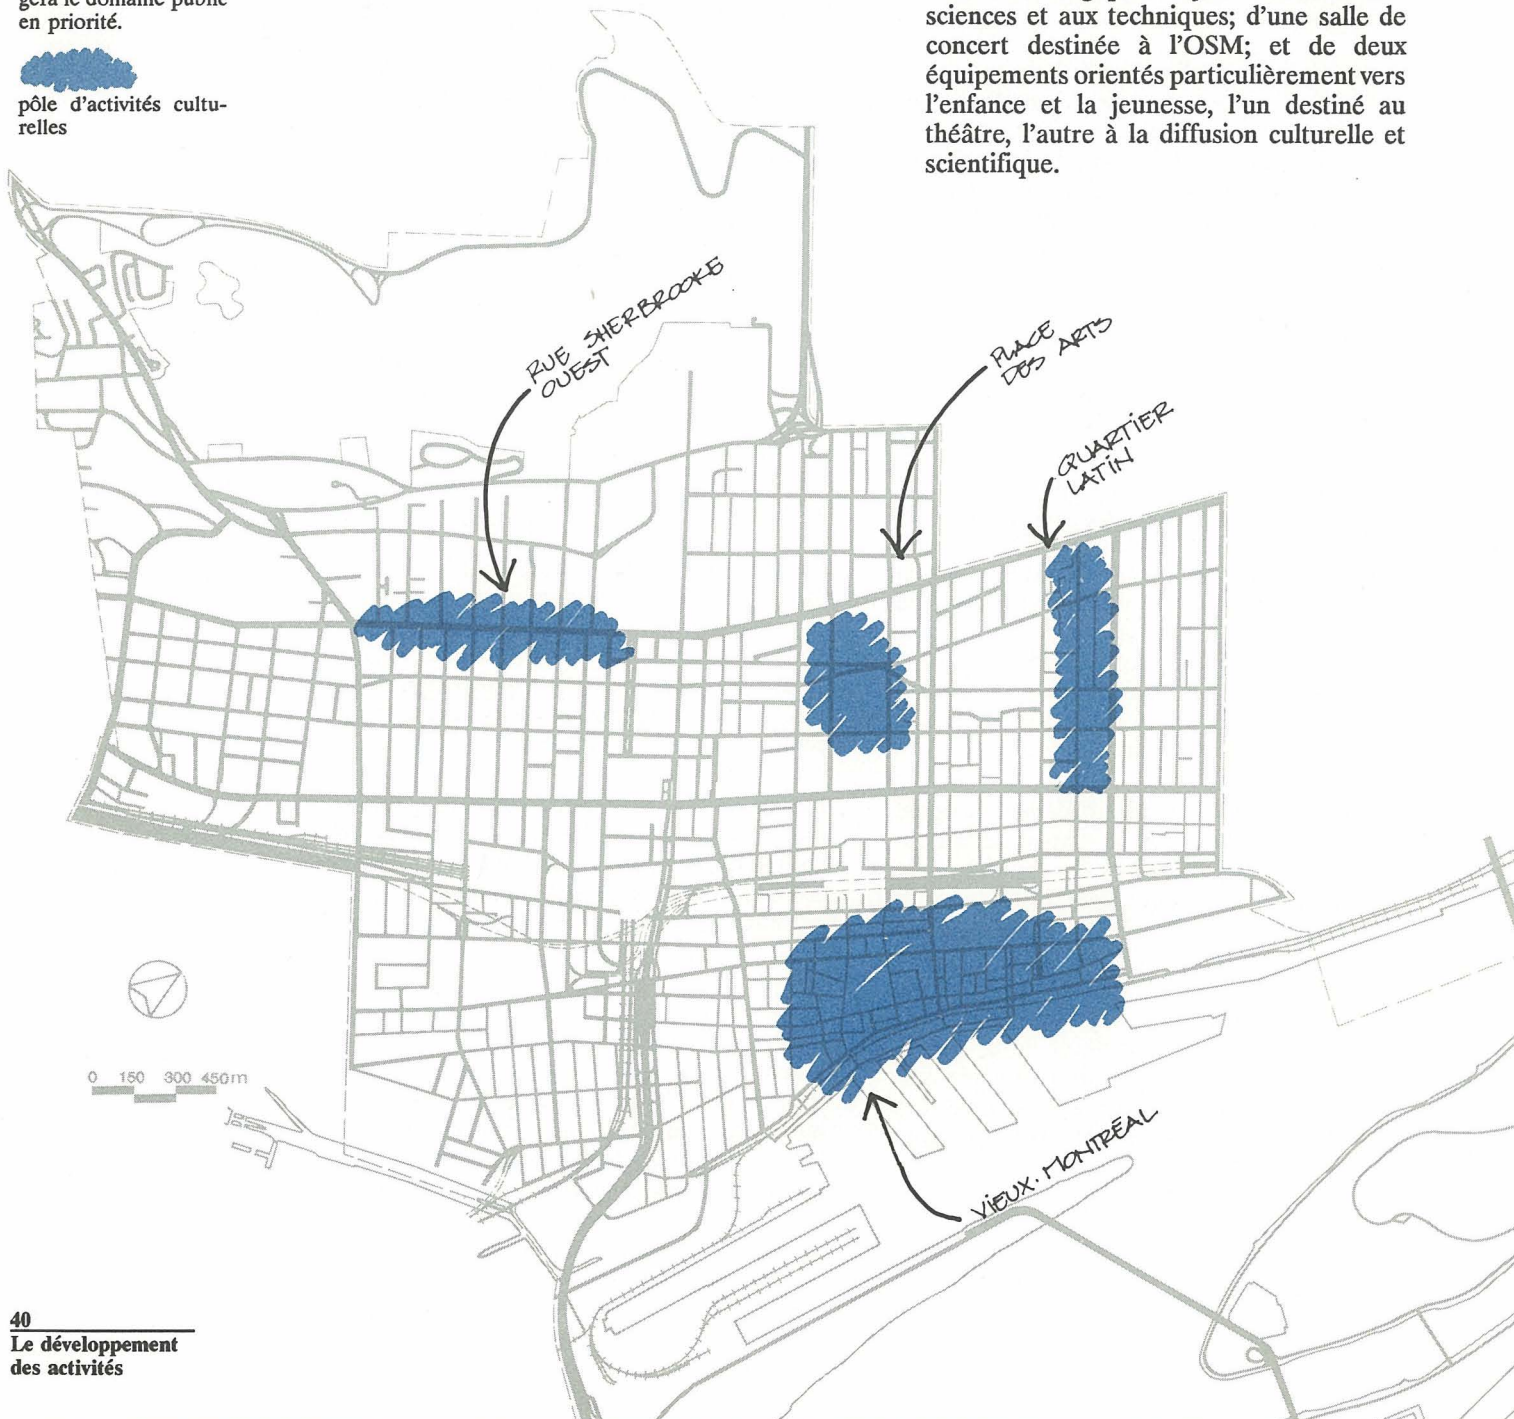 gera le domaine public
en priorité.
pôle d'activités cultu-
relles
sciences et aux techniques; d'une salle de
concert destinée à l'OSM; et de deux
équipements orientés particulièrement vers
l'enfance et la jeunesse, l'un destiné au
théâtre, l'autre à la diffusion culturelle et
scientifique.
RUE SHERBROOKE
OUEST
PLACE
DES ARTS
QUARTIER
LATIN
VIEUX-MONTRÉAL
0 150 300 450m
40
Le développement
des activités